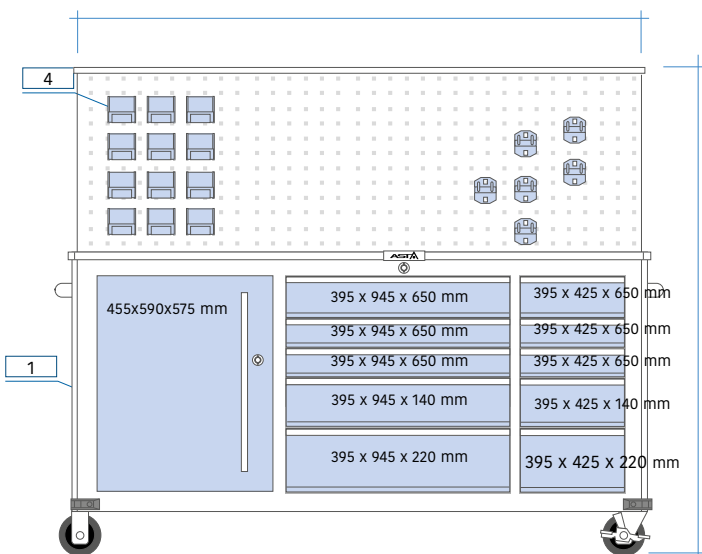 4
ASTA
455x590x575 mm
395 x 945 x 650 mm
395 x 425 x 650 mm
395 x 945 x 650 mm
395 x 425 x 650 mm
395 x 945 x 650 mm
395 x 425 x 650 mm
1
395 x 945 x 140 mm
395 x 425 x 140 mm
395 x 945 x 220 mm
395 x 425 x 220 mm